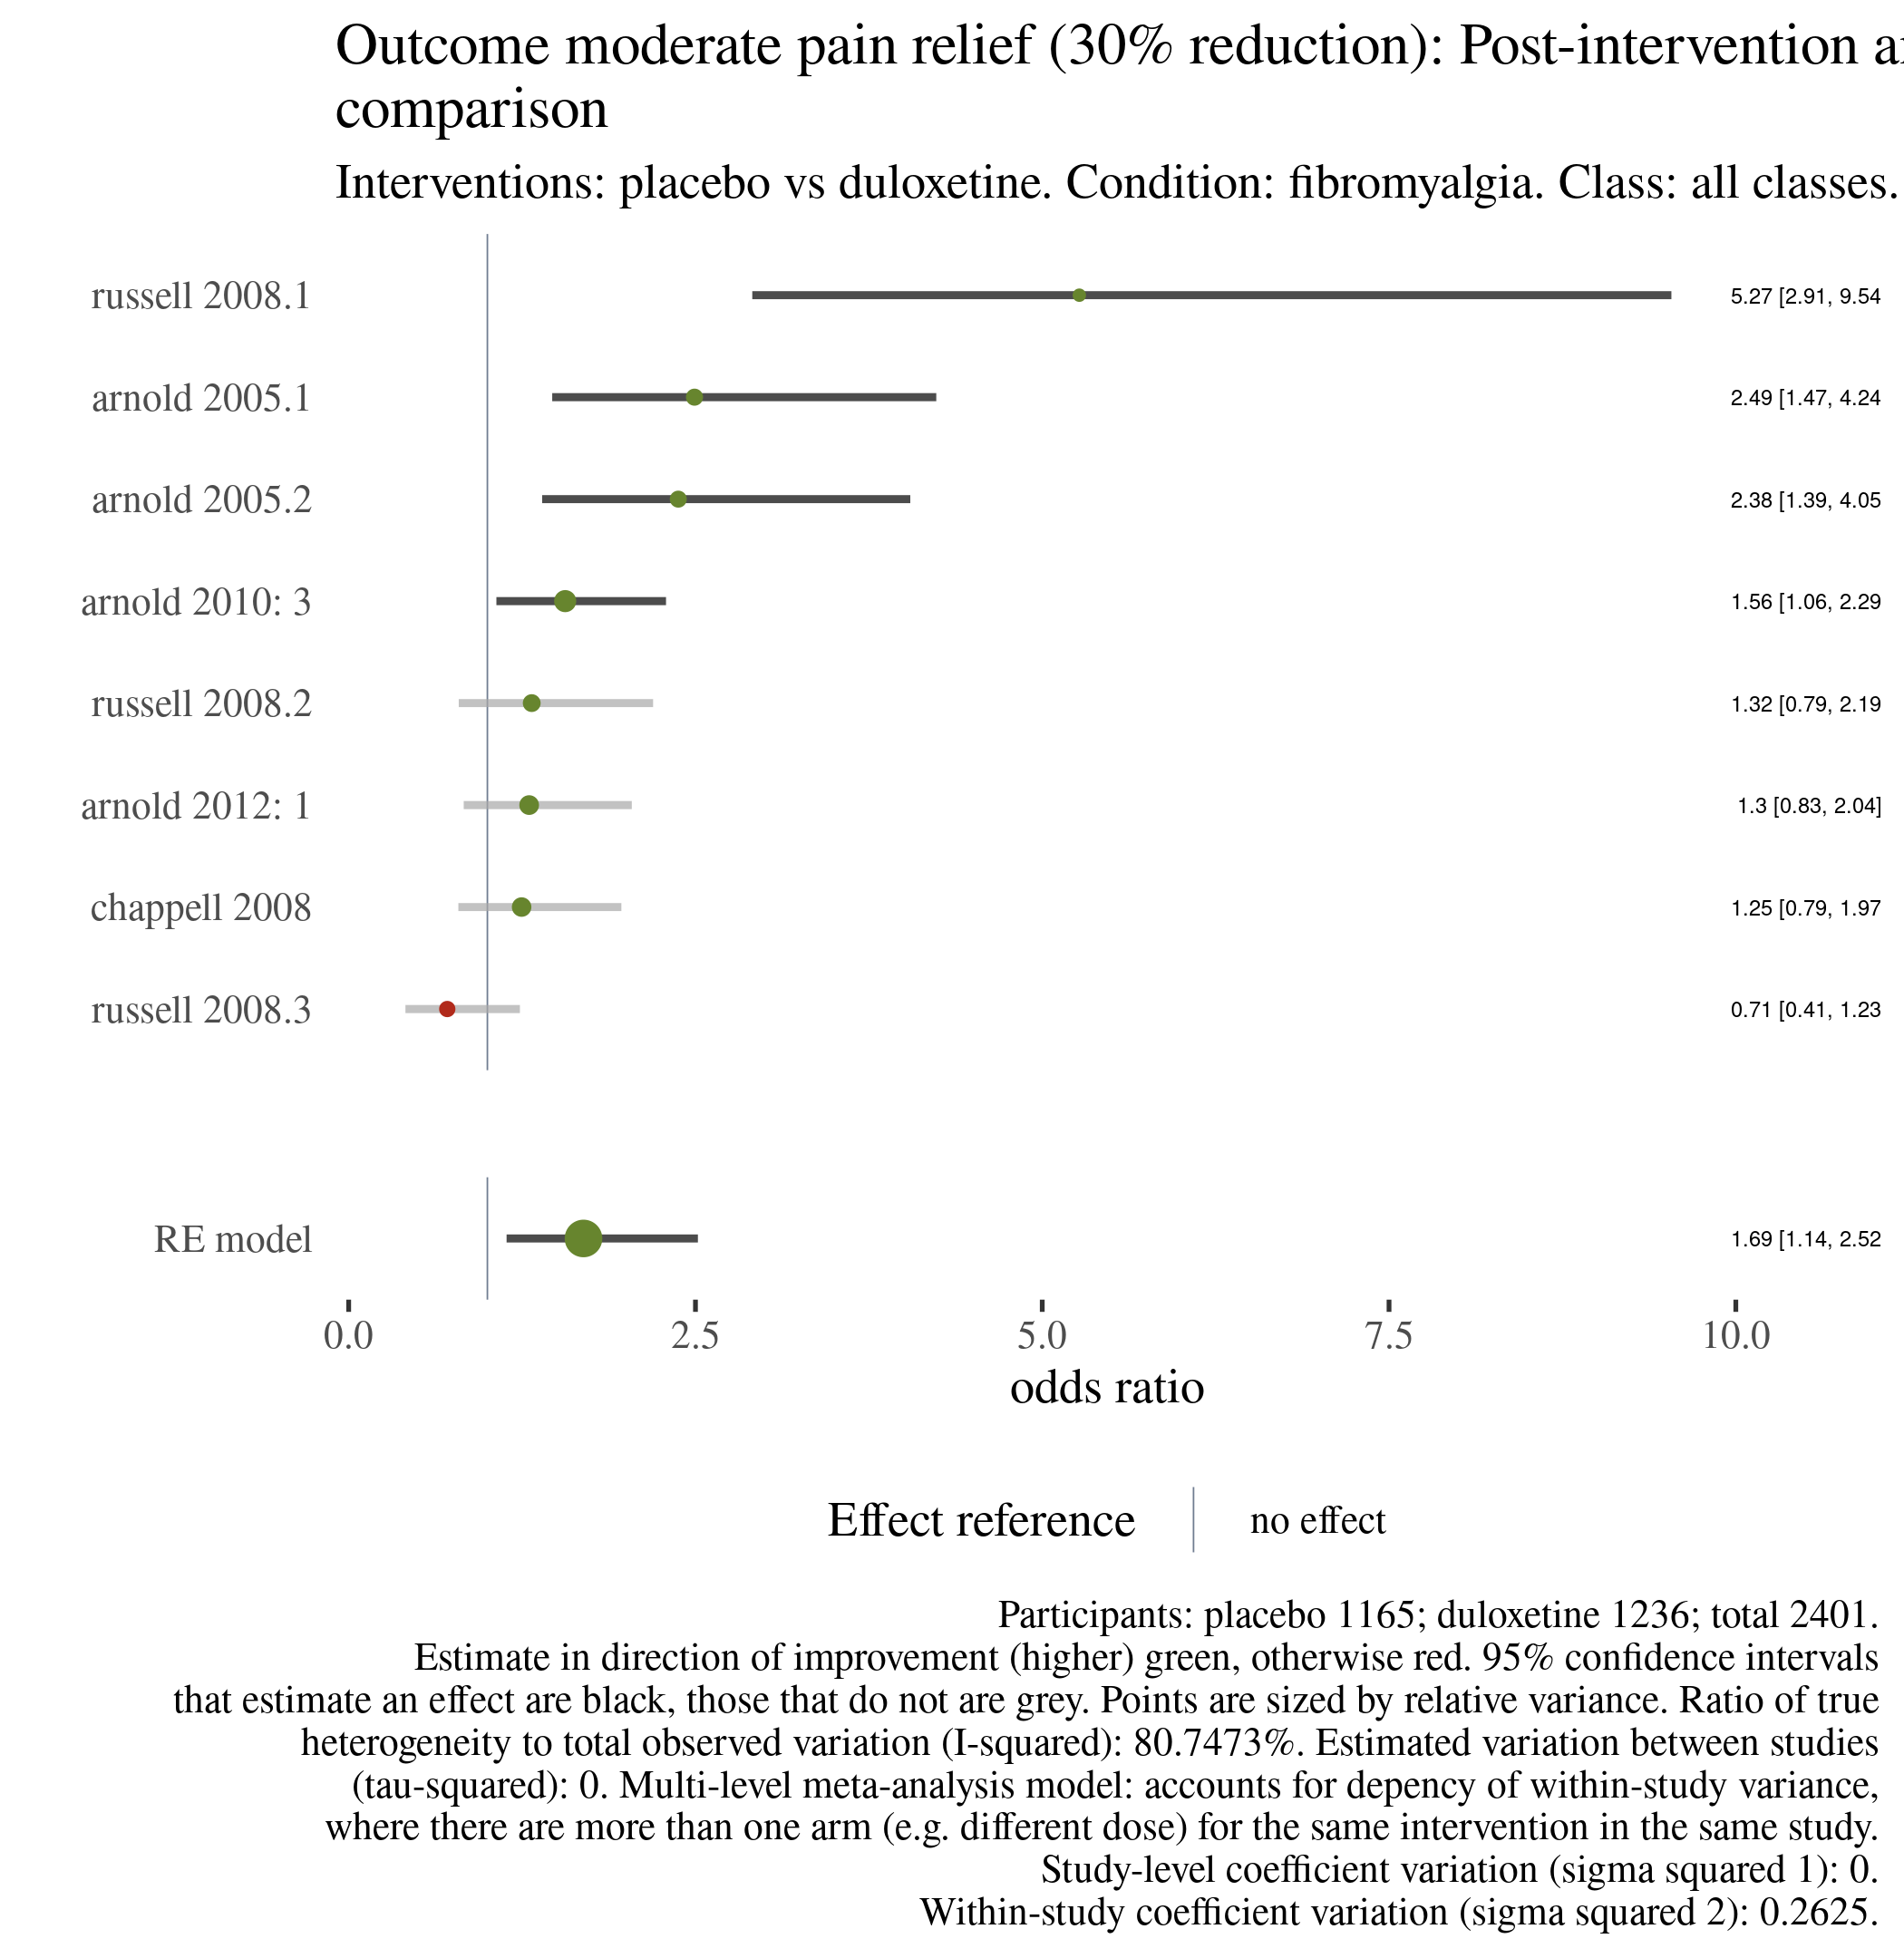 Outcome moderate pain relief (30% reduction): Post-intervention
comparison
Interventions: placebo vs duloxetine. Condition: fibromyalgia. Class: all classes.
russell 2008.1 5.27 [2.91, 9.54
arnold 2005.1 2.49 [1.47, 4.24
arnold 2005.2 2.38 [1.39, 4.05
arnold 2010: 3 1.56 [1.06, 2.29
russell 2008.2 1.32 [0.79, 2.19
arnold 2012: 1 1.3 [0.83, 2.04]
chappell 2008 1.25 [0.79, 1.97
russell 2008.3 0.71 [0.41, 1.23
RE model 1.69 [1.14, 2.52
0.0 2.5 5.0 7.5 10.0
odds ratio
Effect reference no effect
Participants: placebo 1165; duloxetine 1236; total 2401.
Estimate in direction of improvement (higher) green, otherwise red. 95% confidence intervals
that estimate an effect are black, those that do not are grey. Points are sized by relative variance. Ratio of true
heterogeneity to total observed variation (I-squared): 80.7473%. Estimated variation between studies
(tau-squared): 0. Multi-level meta-analysis model: accounts for depency of within-study variance,
where there are more than one arm (e.g. different dose) for the same intervention in the same study.
Study-level coefficient variation (sigma squared 1): 0.
Within-study coefficient variation (sigma squared 2): 0.2625.